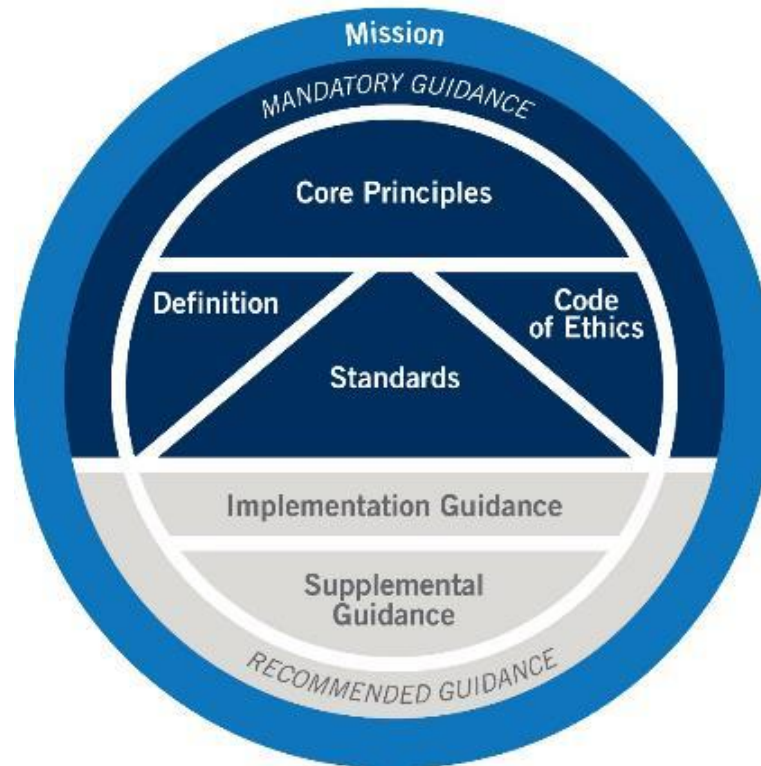 Mission
MANDATORY GUIDANCE
Core Principles
Definition
Code
of Ethics
Standards
Implementation Guidance
Supplemental
Guidance
RECOMMENDED GUIDANCE